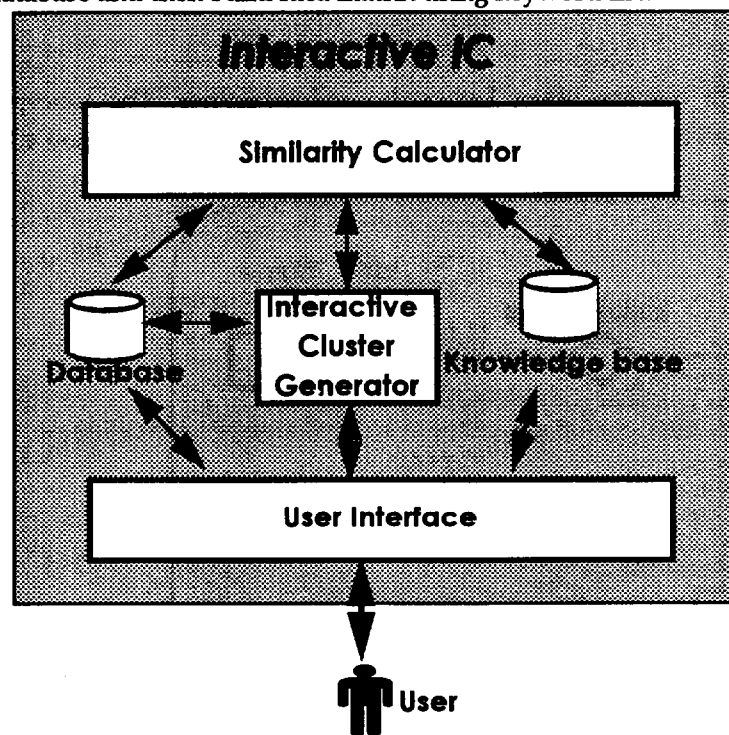 Interactive IC
Similarity Calculator
Interactive
Cluster
Generator
Database
Knowledge base
User Interface
User